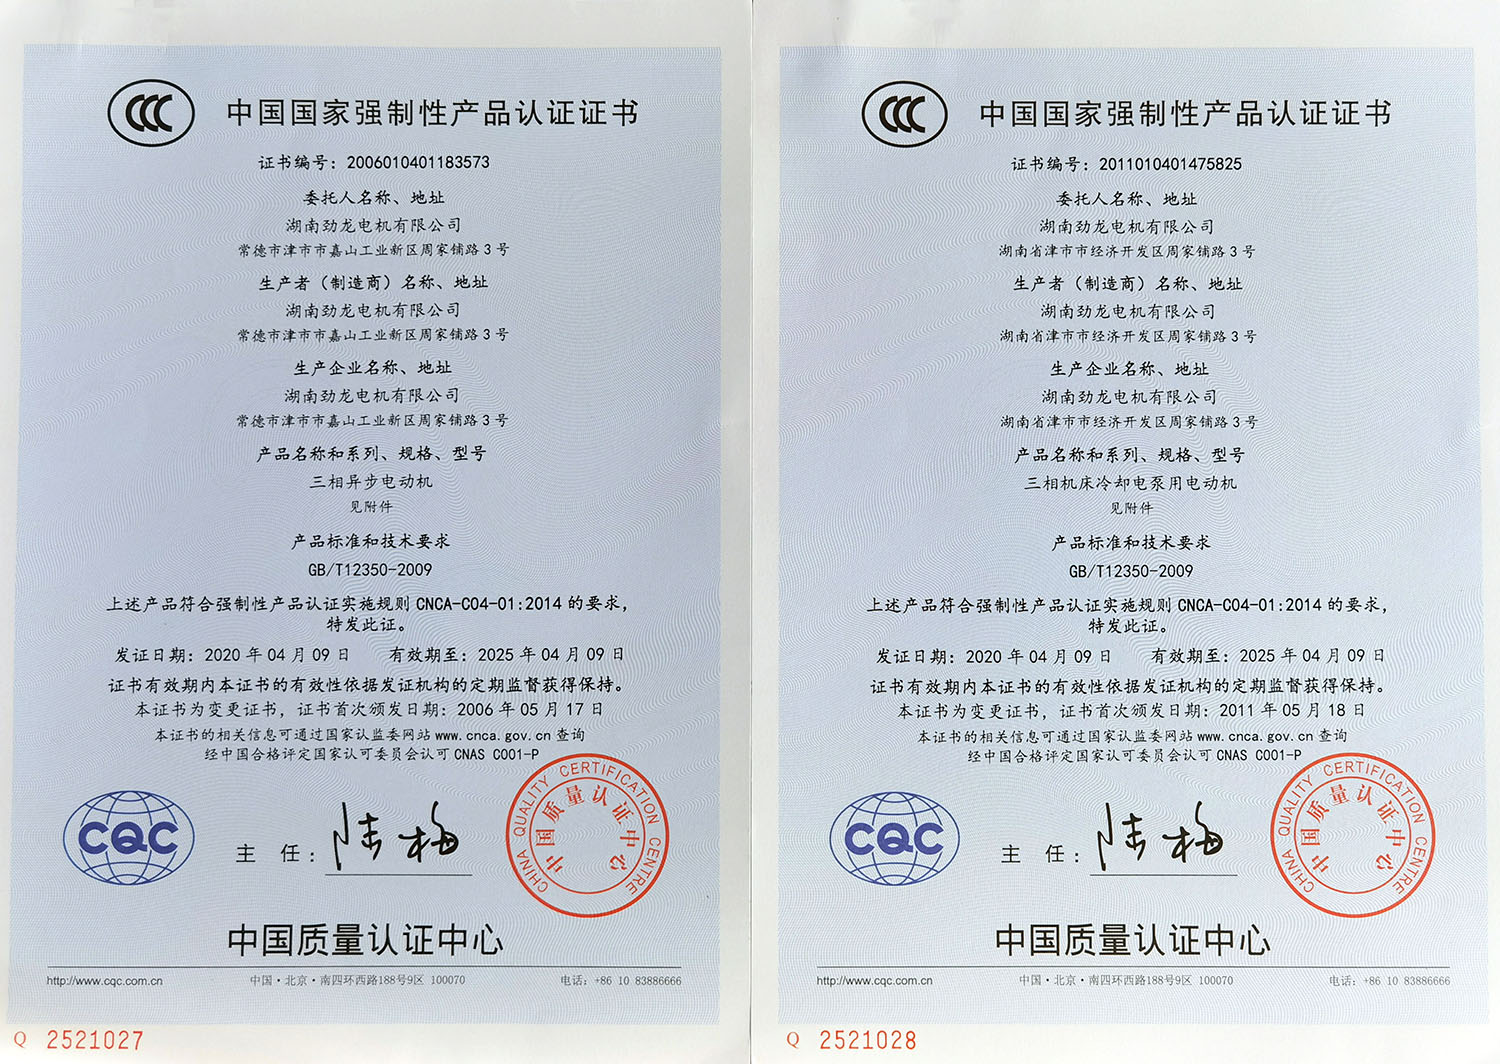 CCC
中国国家强制性产品认证证书
证书编号：2006010401183573
委托人名称、地址
湖南劲龙电机有限公司
常德市津市市嘉山工业新区周家铺路3号
生产者（制造商）名称、地址
湖南劲龙电机有限公司
常德市津市市嘉山工业新区周家铺路3号
生产企业名称、地址
湖南劲龙电机有限公司
常德市津市市嘉山工业新区周家铺路3号
产品名称和系列、规格、型号
三相异步电动机
见附件
产品标准和技术要求
GB/T12350-2009
上述产品符合强制性产品认证实施规则 CNCA-C04-01:2014 的要求，
特发此证。
发证日期：2020 年 04 月 09 日 有效期至：2025 年 04 月 09 日
证书有效期内本证书的有效性依据发证机构的定期监督获得保持。
本证书为变更证书，证书首次颁发日期：2006 年 05 月 17 日
本证书的相关信息可通过国家认监委网站 www.cnca.gov.cn 查询
经中国合格评定国家认可委员会认可 CNAS C001-P
CQC
主 任：
陆梅
CHINA QUALITY CERTIFICATION CENTRE
中国质量认证中心
中国质量认证中心
http://www.cqc.com.cn 中国·北京·南四环西路188号9区 100070 电话：+86 10 83886666
Q 2521027
CCC
中国国家强制性产品认证证书
证书编号：2011010401475825
委托人名称、地址
湖南劲龙电机有限公司
湖南省津市市经济开发区周家铺路3号
生产者（制造商）名称、地址
湖南劲龙电机有限公司
湖南省津市市经济开发区周家铺路3号
生产企业名称、地址
湖南劲龙电机有限公司
湖南省津市市经济开发区周家铺路3号
产品名称和系列、规格、型号
三相机床冷却电泵用电动机
见附件
产品标准和技术要求
GB/T12350-2009
上述产品符合强制性产品认证实施规则 CNCA-C04-01:2014 的要求，
特发此证。
发证日期：2020 年 04 月 09 日 有效期至：2025 年 04 月 09 日
证书有效期内本证书的有效性依据发证机构的定期监督获得保持。
本证书为变更证书，证书首次颁发日期：2011 年 05 月 18 日
本证书的相关信息可通过国家认监委网站 www.cnca.gov.cn 查询
经中国合格评定国家认可委员会认可 CNAS C001-P
CQC
主 任：
陆梅
CHINA QUALITY CERTIFICATION CENTRE
中国质量认证中心
中国质量认证中心
http://www.cqc.com.cn 中国·北京·南四环西路188号9区 100070 电话：+86 10 83886666
Q 2521028